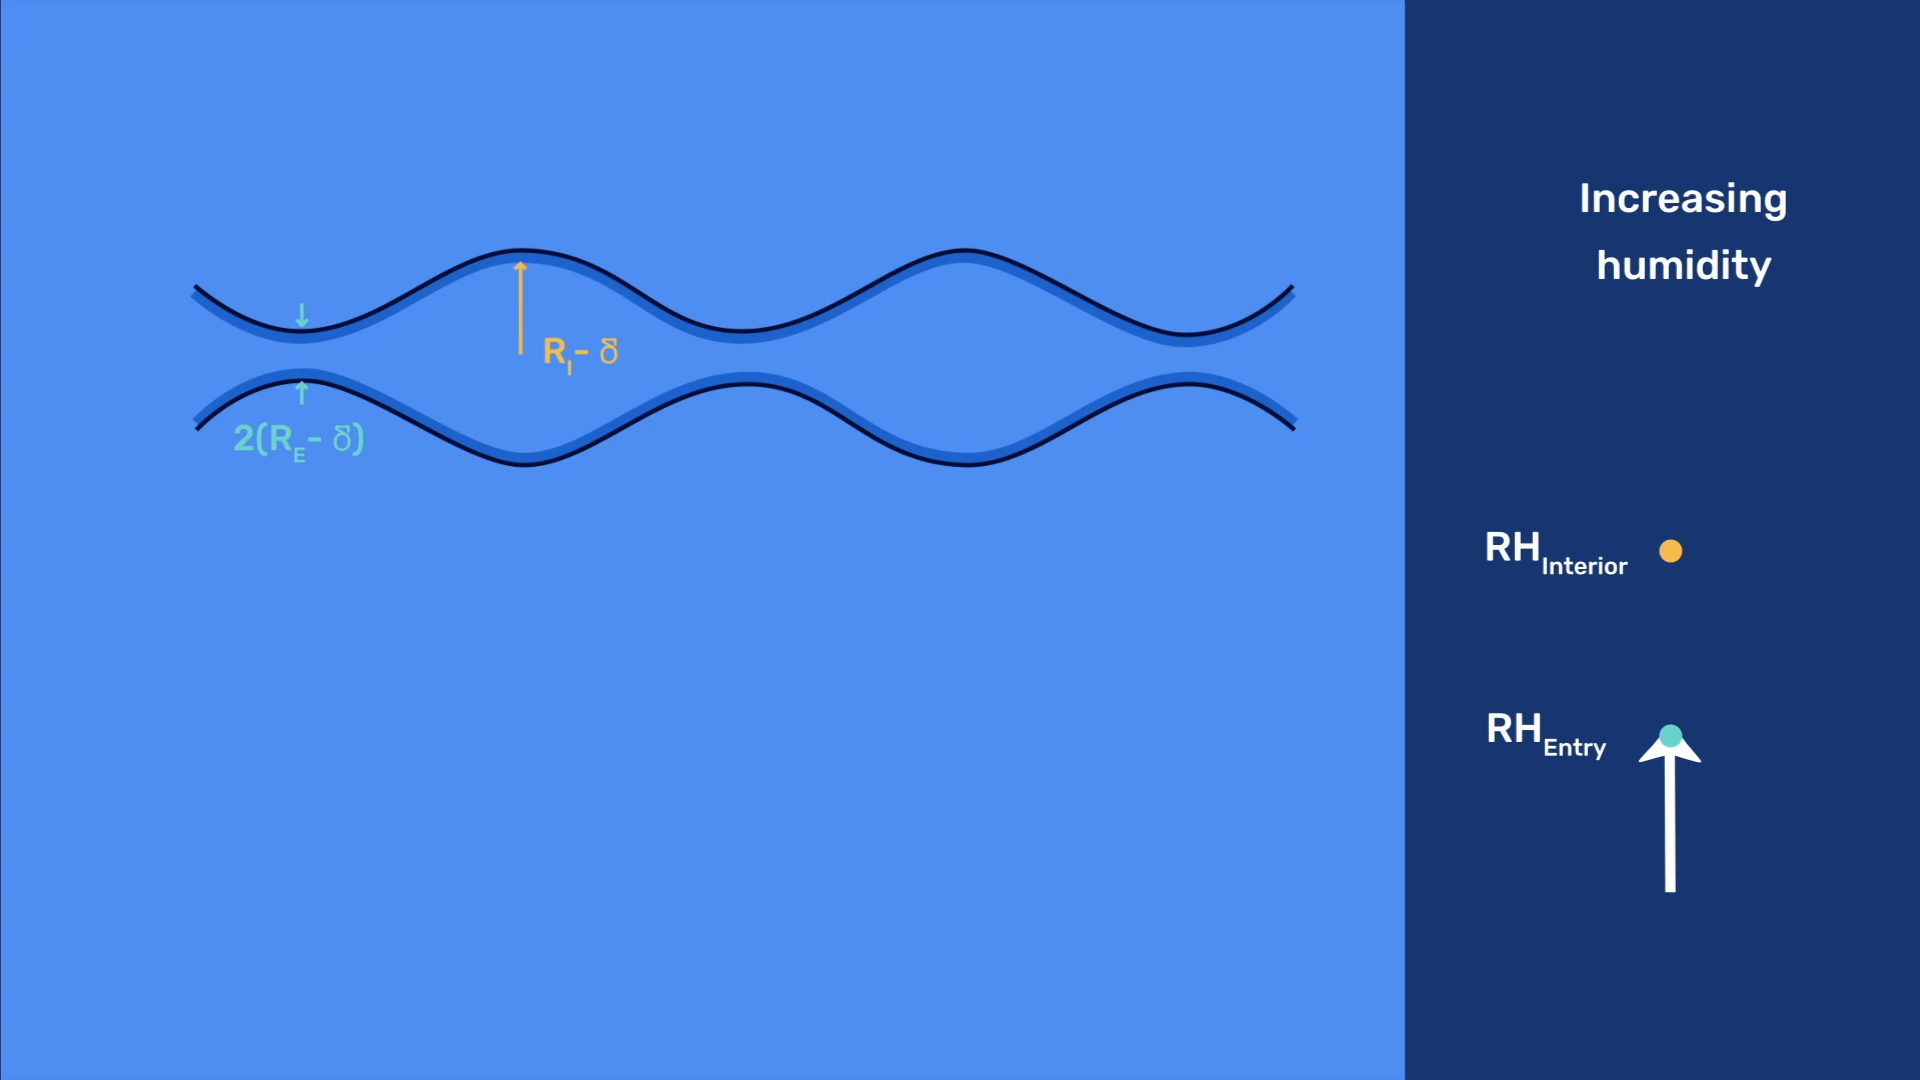 Increasing
humidity
R_I - δ
2(R_E - δ)
RH_Interior
RH_Entry